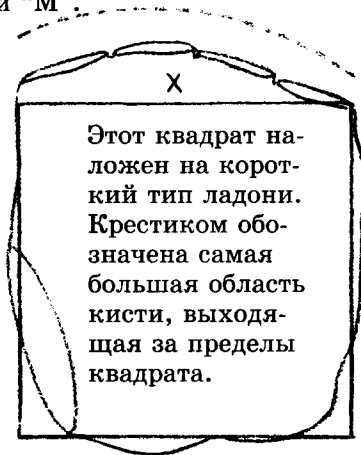 и "М".
X
Этот квадрат на-
ложен на корот-
кий тип ладони.
Крестиком обо-
значена самая
большая область
кисти, выходя-
щая за пределы
квадрата.